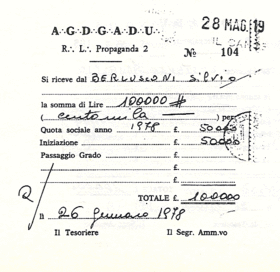 A∴G∴D∴G∴A∴D∴U∴
28 MAG. 19
R∴ L∴ Propaganda 2
№ 104
Si riceve dal BERLUSCONI Silvio
la somma di Lire 100000 #
( centomila ) per
Quota sociale anno 1978 £. 50000
Iniziazione £. 50000
Passaggio Grado £.
£.
£.
TOTALE £. 100000
Il 26 Gennaro 1978
Il Tesoriere Il Segr. Amm.vo